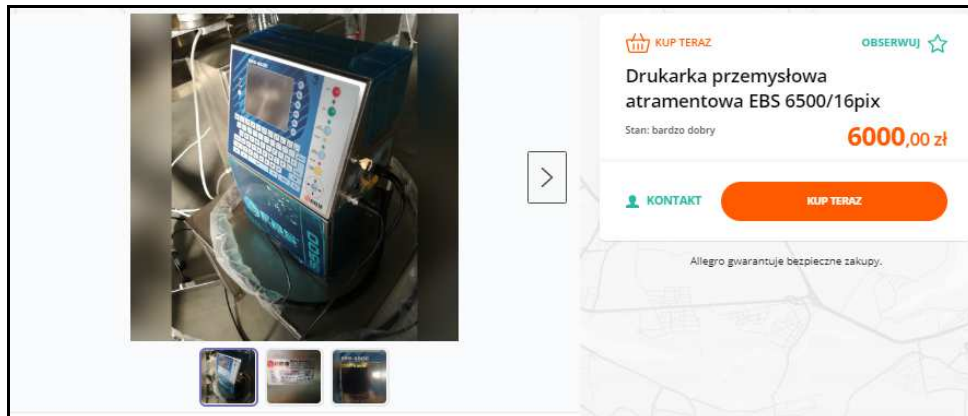 KUP TERAZ
OBSERWUJ
Drukarka przemysłowa
atramentowa EBS 6500/16pix
Stan: bardzo dobry
6000,00 zł
KONTAKT
KUP TERAZ
Allegro gwarantuje bezpieczne zakupy.